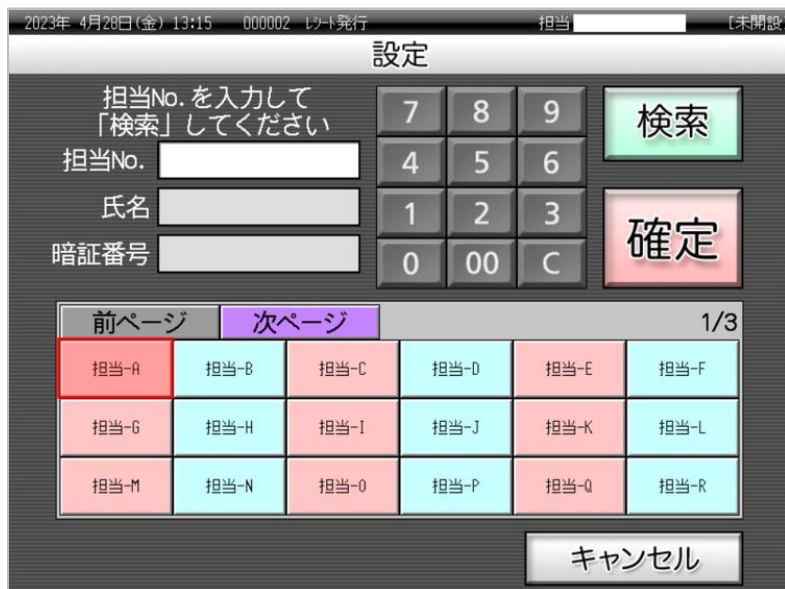 2023年 4月28日(金) 13:15 000002 ﾚｼｰﾄ発行 担当 [未開設
設定
担当No.を入力して
「検索」してください
担当No.
氏名
暗証番号
7 8 9
4 5 6
1 2 3
0 00 C
検索
確定
前ページ 次ページ 1/3
担当-A 担当-B 担当-C 担当-D 担当-E 担当-F
担当-G 担当-H 担当-I 担当-J 担当-K 担当-L
担当-M 担当-N 担当-O 担当-P 担当-Q 担当-R
キャンセル